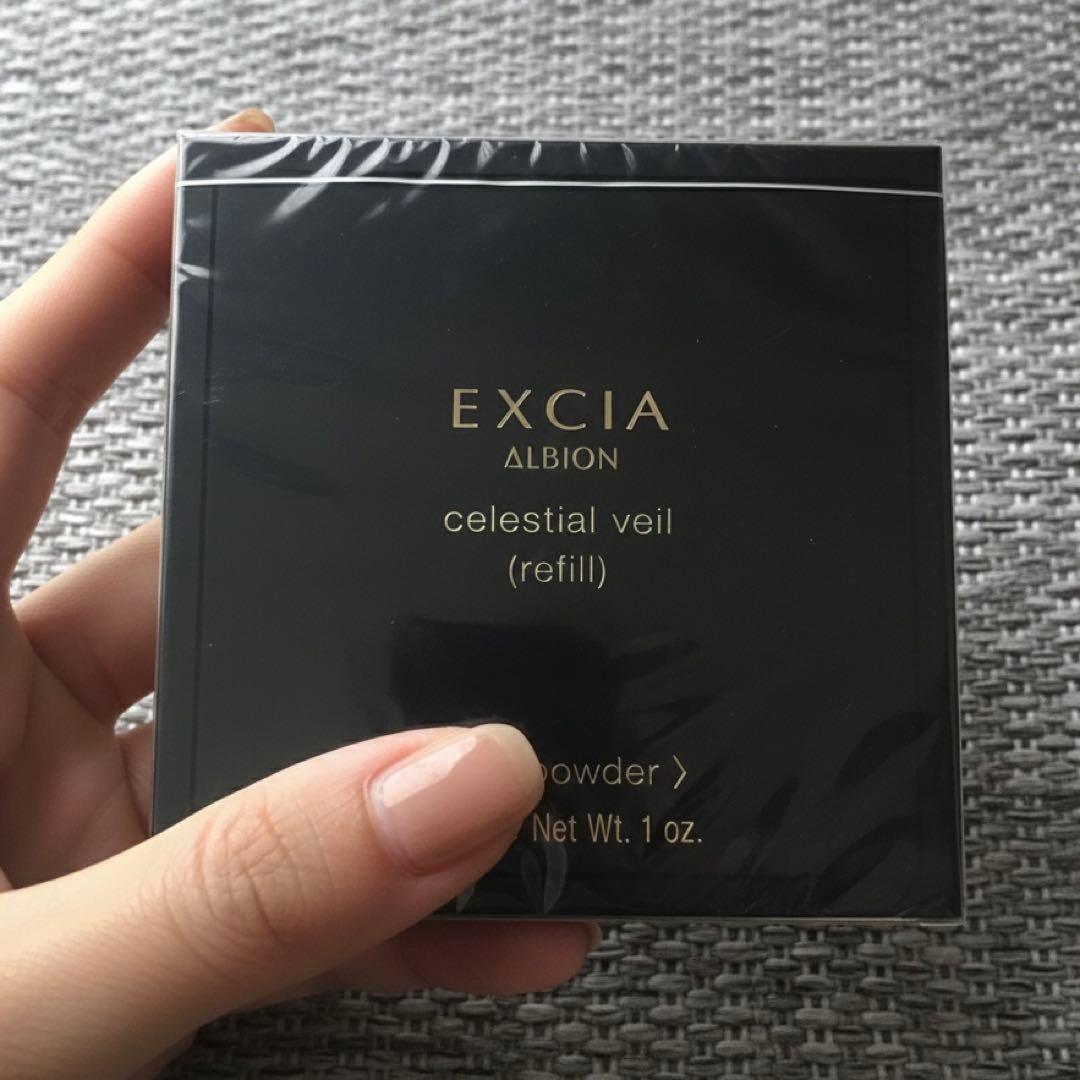 EXCIA
ALBION
celestial veil
(refill)
powder 〉
Net Wt. 1 oz.